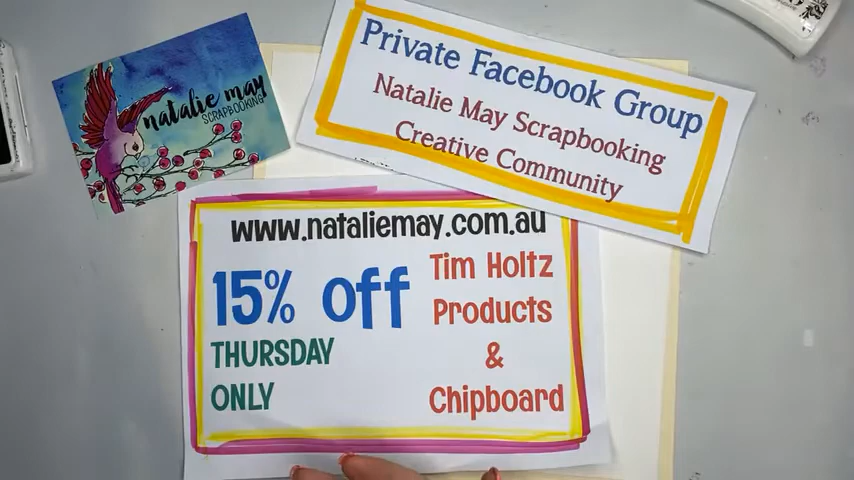 natalie may
SCRAPBOOKING
Private Facebook Group
Natalie May Scrapbooking
Creative Community
www.nataliemay.com.au
15% off
THURSDAY
ONLY
Tim Holtz
Products
&
Chipboard